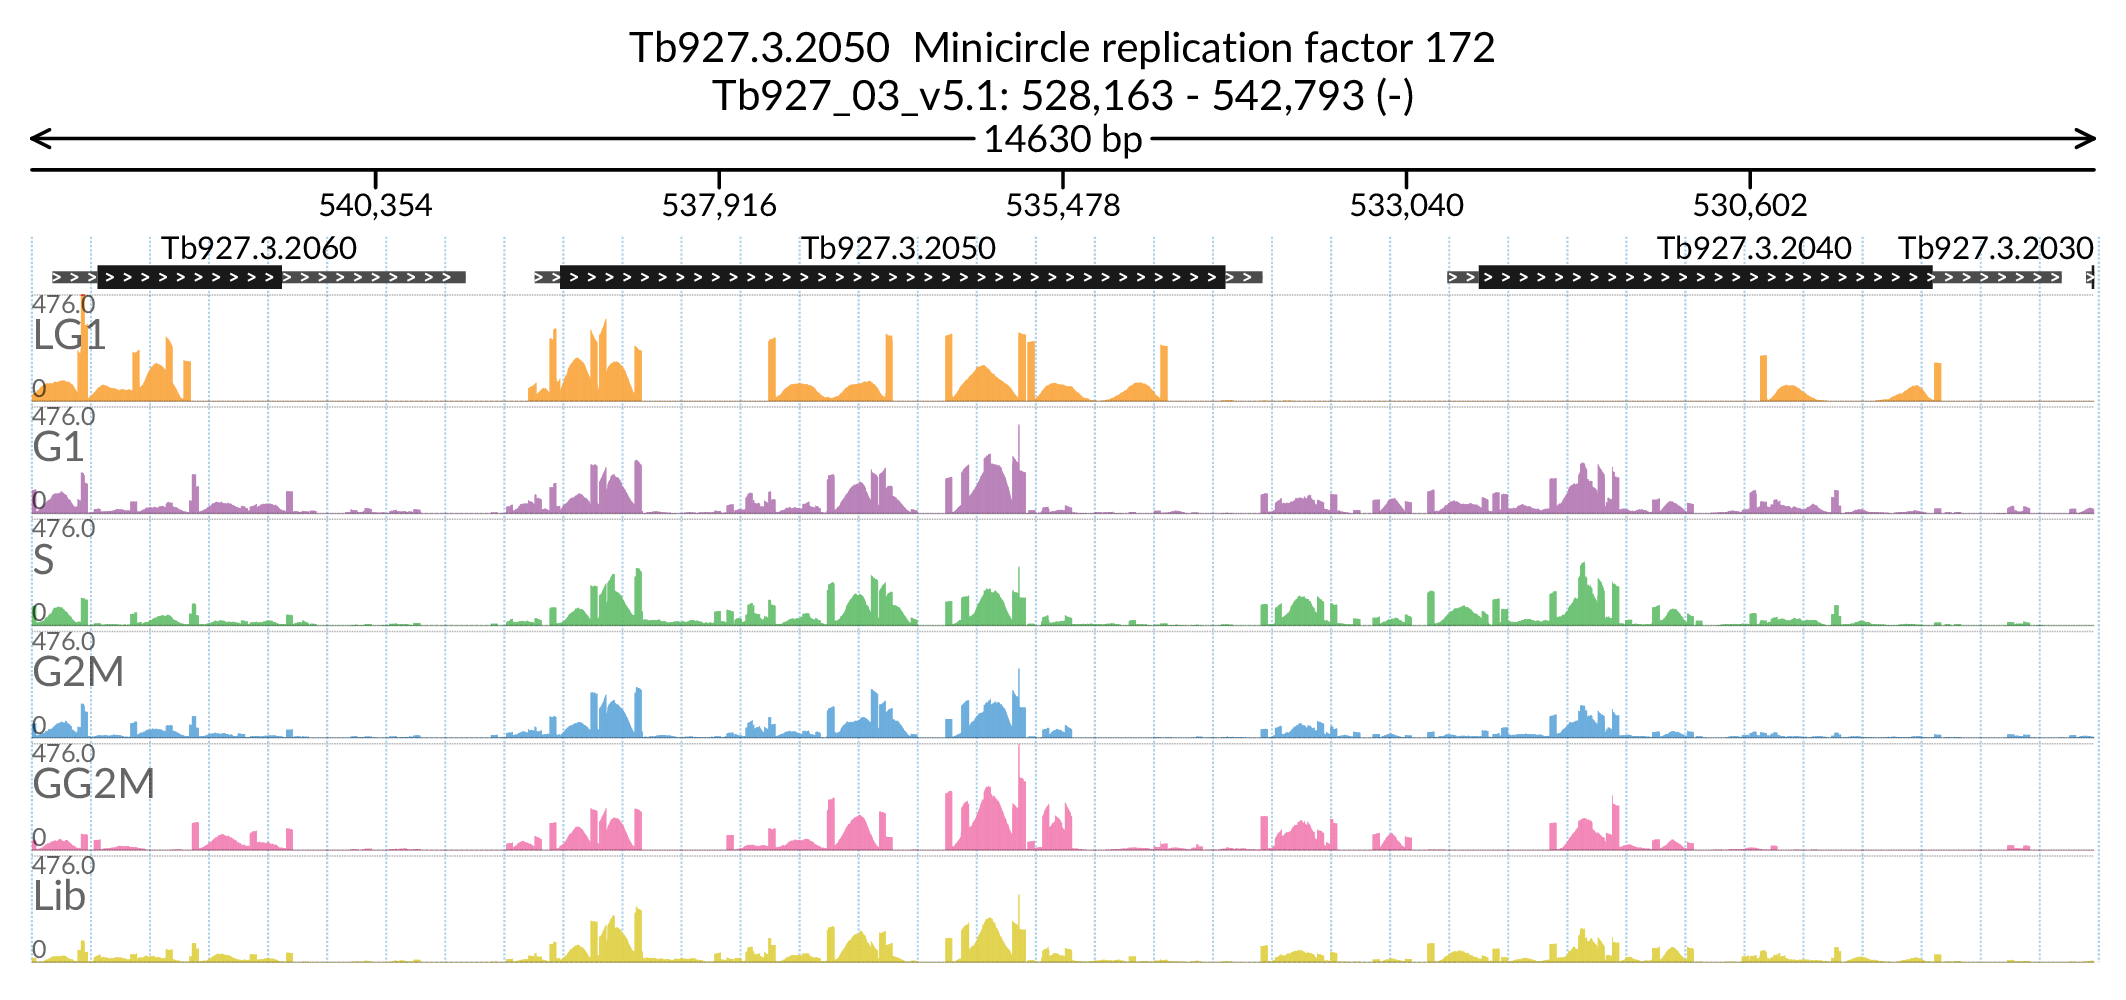 Tb927.3.2050  Minicircle replication factor 172
Tb927_03_v5.1: 528,163 - 542,793 (-)
14630 bp
540,354 537,916 535,478 533,040 530,602
Tb927.3.2060 Tb927.3.2050 Tb927.3.2040 Tb927.3.2030
476.0
LG1
0
476.0
G1
0
476.0
S
0
476.0
G2M
0
476.0
GG2M
0
476.0
Lib
0